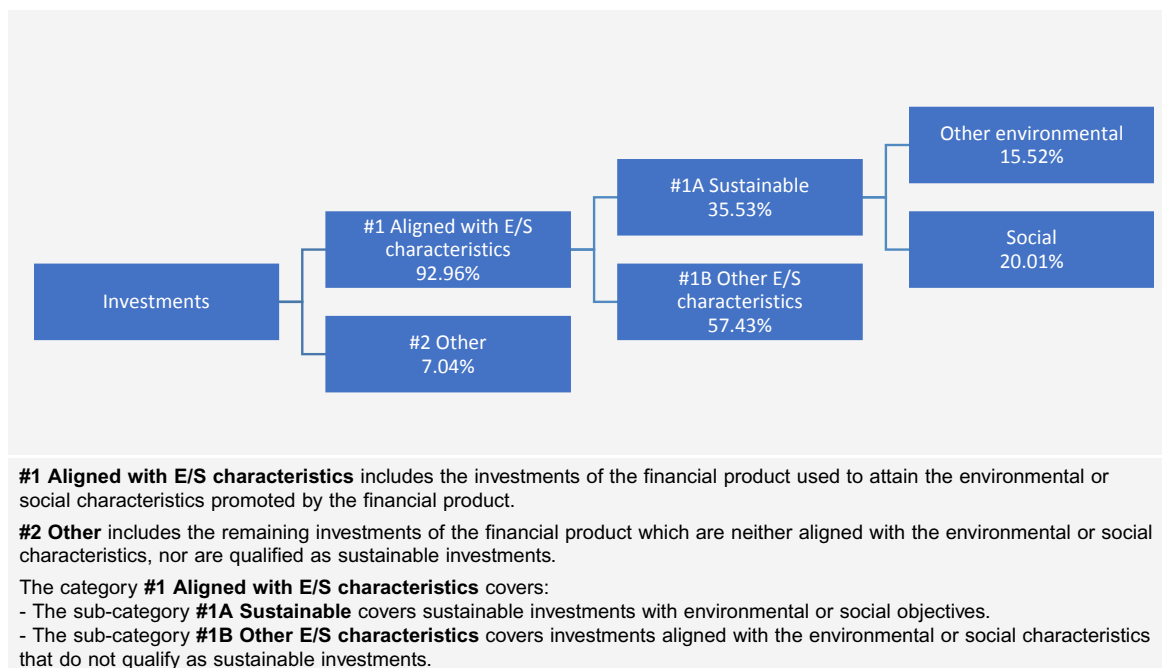 Investments
#1 Aligned with E/S
characteristics
92.96%
#2 Other
7.04%
#1A Sustainable
35.53%
#1B Other E/S
characteristics
57.43%
Other environmental
15.52%
Social
20.01%
#1 Aligned with E/S characteristics includes the investments of the financial product used to attain the environmental or
social characteristics promoted by the financial product.
#2 Other includes the remaining investments of the financial product which are neither aligned with the environmental or social
characteristics, nor are qualified as sustainable investments.
The category #1 Aligned with E/S characteristics covers:
- The sub-category #1A Sustainable covers sustainable investments with environmental or social objectives.
- The sub-category #1B Other E/S characteristics covers investments aligned with the environmental or social characteristics
that do not qualify as sustainable investments.